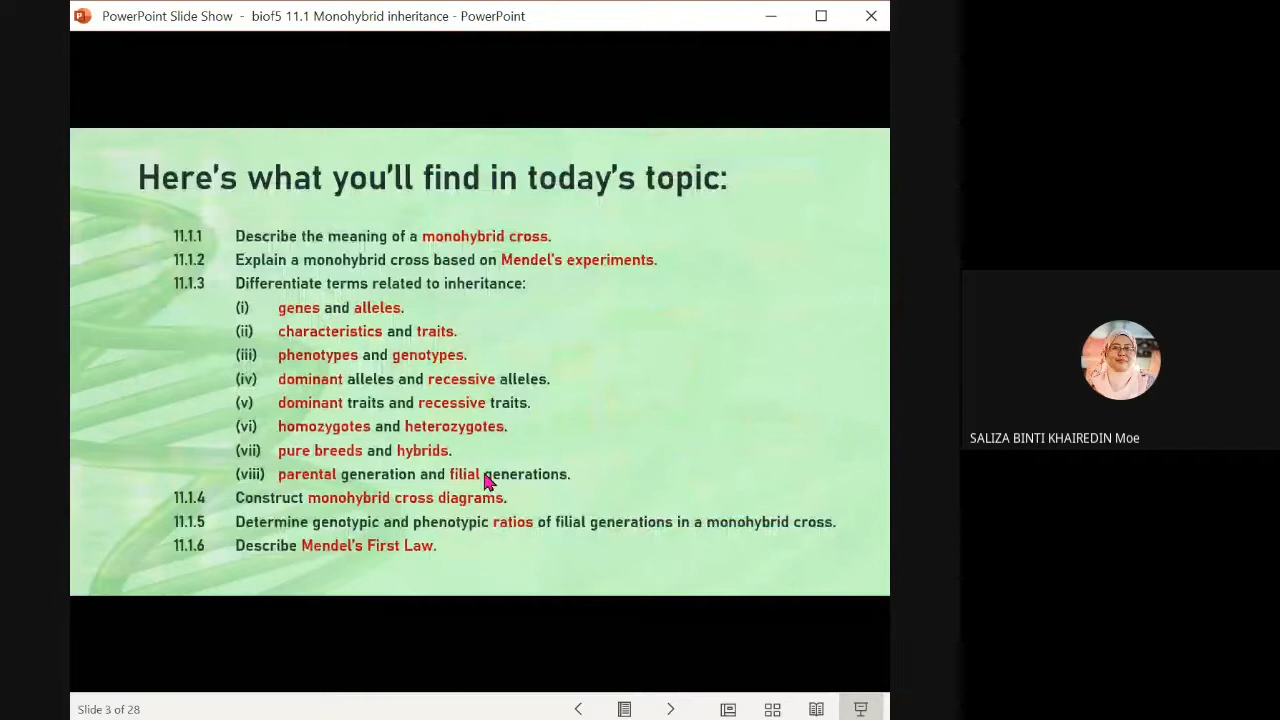 PowerPoint Slide Show - biof5 11.1 Monohybrid inheritance - PowerPoint
Here's what you'll find in today's topic:
11.1.1 Describe the meaning of a monohybrid cross.
11.1.2 Explain a monohybrid cross based on Mendel's experiments.
11.1.3 Differentiate terms related to inheritance:
(i) genes and alleles.
(ii) characteristics and traits.
(iii) phenotypes and genotypes.
(iv) dominant alleles and recessive alleles.
(v) dominant traits and recessive traits.
(vi) homozygotes and heterozygotes.
(vii) pure breeds and hybrids.
(viii) parental generation and filial generations.
11.1.4 Construct monohybrid cross diagrams.
11.1.5 Determine genotypic and phenotypic ratios of filial generations in a monohybrid cross.
11.1.6 Describe Mendel's First Law.
SALIZA BINTI KHAIREDIN Moe
Slide 3 of 28